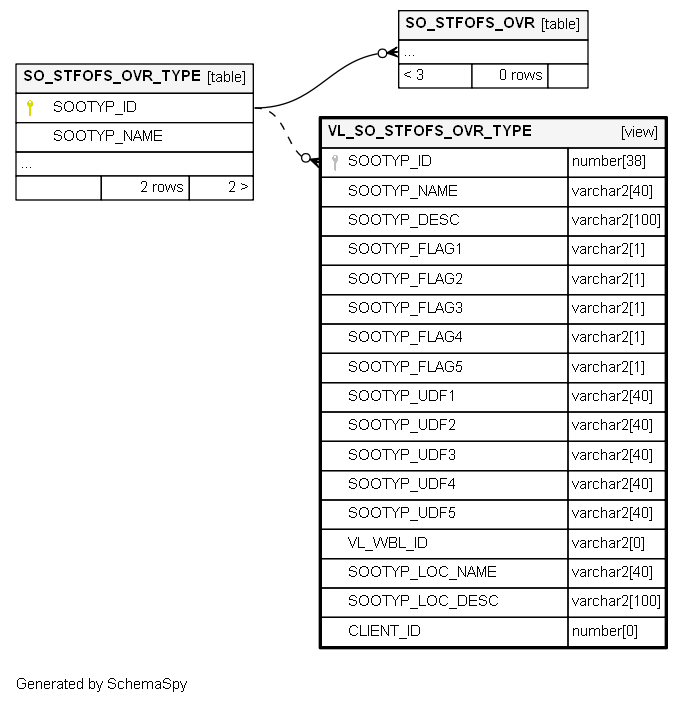 SO_STFOFS_OVR [table]
...
< 3 0 rows
SO_STFOFS_OVR_TYPE [table]
SOOTYP_ID
SOOTYP_NAME
...
2 rows 2 >
VL_SO_STFOFS_OVR_TYPE [view]
SOOTYP_ID number[38]
SOOTYP_NAME varchar2[40]
SOOTYP_DESC varchar2[100]
SOOTYP_FLAG1 varchar2[1]
SOOTYP_FLAG2 varchar2[1]
SOOTYP_FLAG3 varchar2[1]
SOOTYP_FLAG4 varchar2[1]
SOOTYP_FLAG5 varchar2[1]
SOOTYP_UDF1 varchar2[40]
SOOTYP_UDF2 varchar2[40]
SOOTYP_UDF3 varchar2[40]
SOOTYP_UDF4 varchar2[40]
SOOTYP_UDF5 varchar2[40]
VL_WBL_ID varchar2[0]
SOOTYP_LOC_NAME varchar2[40]
SOOTYP_LOC_DESC varchar2[100]
CLIENT_ID number[0]
Generated by SchemaSpy